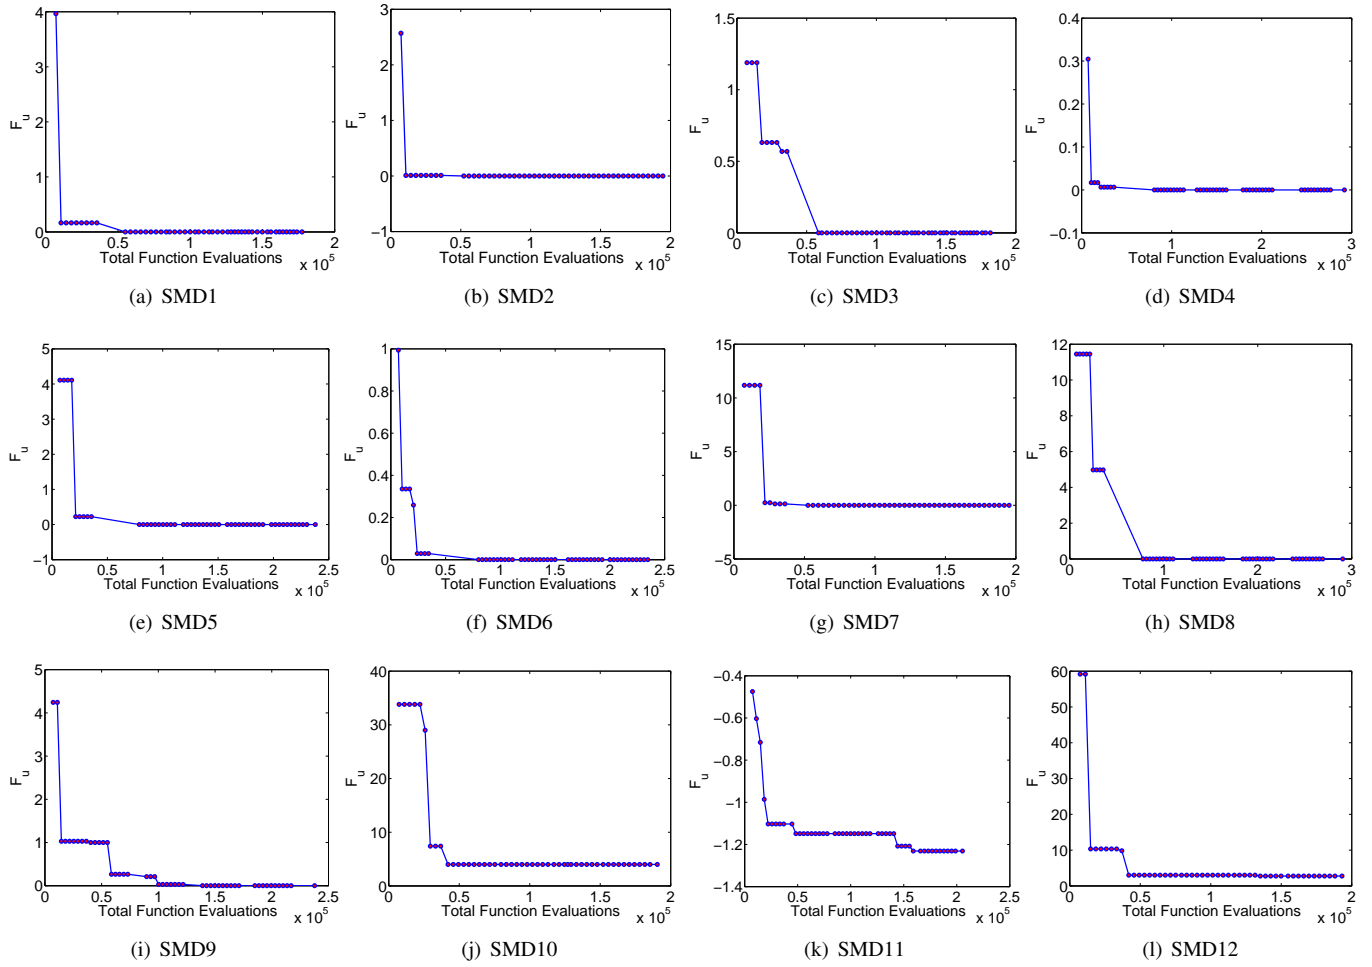 4
3
2
1
0
0
0.5
1
1.5
2
x 10^5
F_u
Total Function Evaluations
(a) SMD1
3
2
1
0
−1
0
0.5
1
1.5
2
x 10^5
F_u
Total Function Evaluations
(b) SMD2
1.5
1
0.5
0
0
0.5
1
1.5
2
x 10^5
F_u
Total Function Evaluations
(c) SMD3
0.4
0.3
0.2
0.1
0
−0.1
0
1
2
3
x 10^5
F_u
Total Function Evaluations
(d) SMD4
5
4
3
2
1
0
−1
0
0.5
1
1.5
2
2.5
x 10^5
F_u
Total Function Evaluations
(e) SMD5
1
0.8
0.6
0.4
0.2
0
0
0.5
1
1.5
2
2.5
x 10^5
F_u
Total Function Evaluations
(f) SMD6
15
10
5
0
−5
0
0.5
1
1.5
2
x 10^5
F_u
Total Function Evaluations
(g) SMD7
12
10
8
6
4
2
0
0
1
2
3
x 10^5
F_u
Total Function Evaluations
(h) SMD8
5
4
3
2
1
0
0
0.5
1
1.5
2
2.5
x 10^5
F_u
Total Function Evaluations
(i) SMD9
40
30
20
10
0
0
0.5
1
1.5
2
x 10^5
F_u
Total Function Evaluations
(j) SMD10
−0.4
−0.6
−0.8
−1
−1.2
−1.4
0
0.5
1
1.5
2
2.5
x 10^5
F_u
Total Function Evaluations
(k) SMD11
60
50
40
30
20
10
0
0
0.5
1
1.5
2
x 10^5
F_u
Total Function Evaluations
(l) SMD12